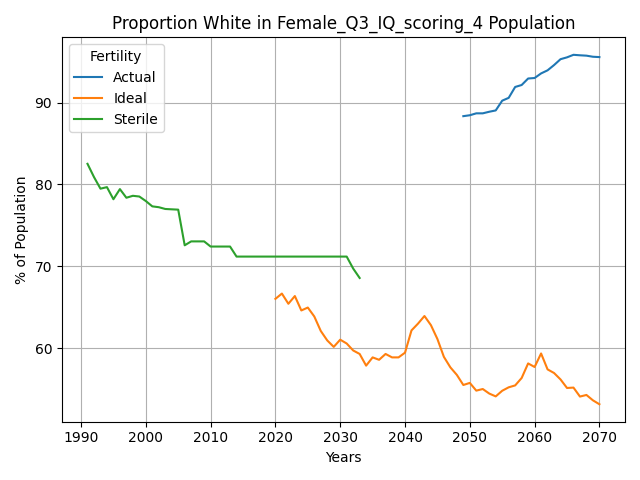 Proportion White in Female_Q3_IQ_scoring_4 Population
Fertility
Actual
Ideal
Sterile
% of Population
90
80
70
60
1990 2000 2010 2020 2030 2040 2050 2060 2070
Years